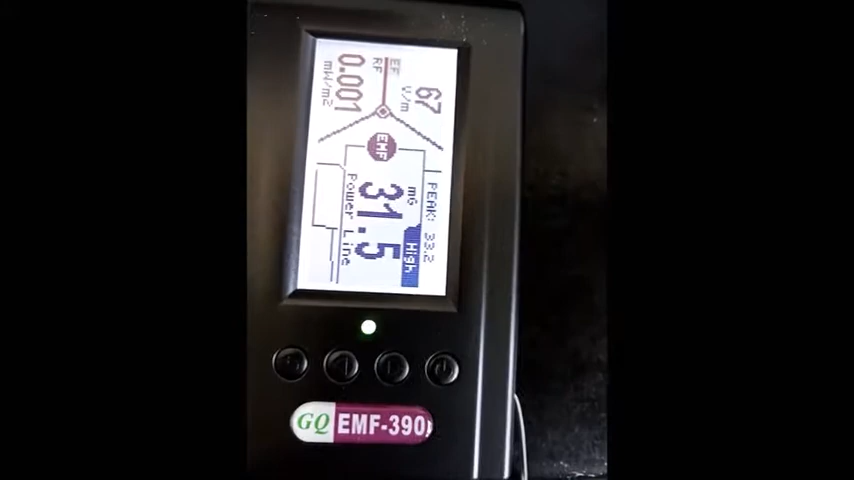 EF
67 V/m
RF
0.001
mW/m2
EMF
PEAK: 33.2
mG
High
31.5
Power Line
GQ EMF-390